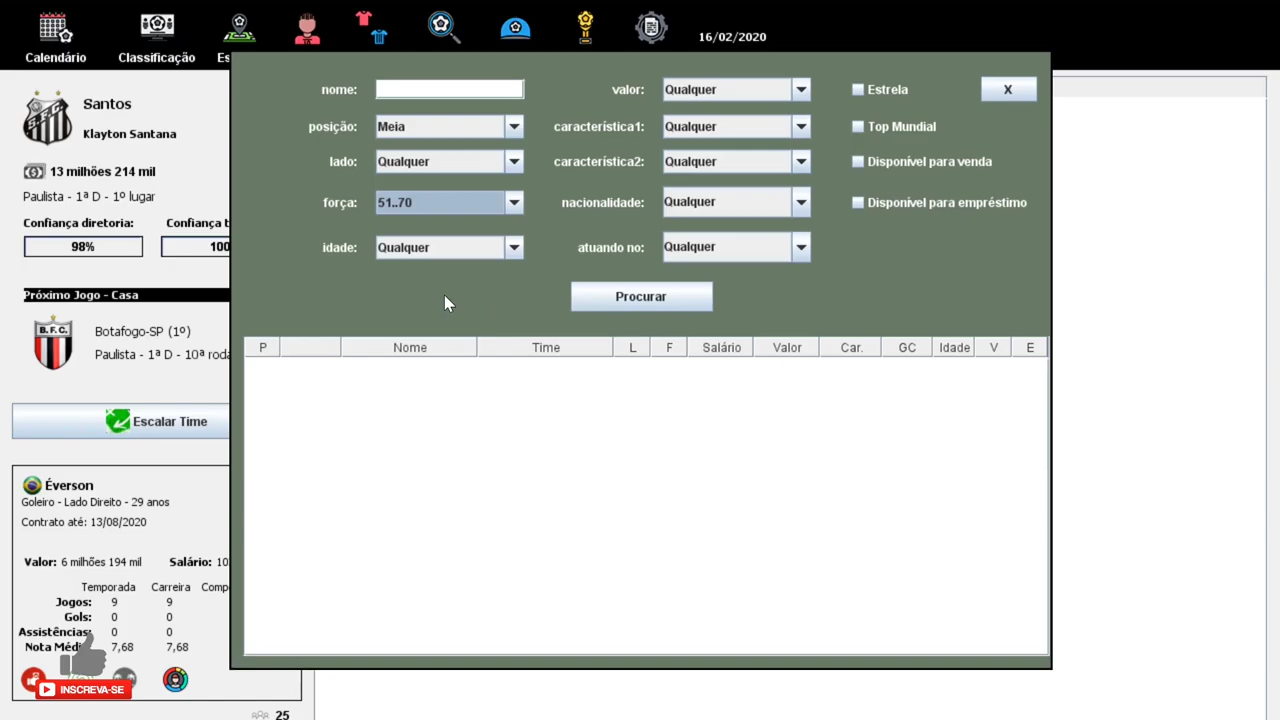 16/02/2020
Calendário
Classificação
Es
nome:
valor:
Qualquer
Estrela
X
posição:
Meia
característica1:
Qualquer
Top Mundial
lado:
Qualquer
característica2:
Qualquer
Disponível para venda
força:
51..70
nacionalidade:
Qualquer
Disponível para empréstimo
idade:
Qualquer
atuando no:
Qualquer
Procurar
P Nome Time L F Salário Valor Car. GC Idade V E
Santos
Klayton Santana
13 milhões 214 mil
Paulista - 1ª D - 1º lugar
Confiança diretoria: Confiança t
98% 100
Próximo Jogo - Casa
B.F.C.
Botafogo-SP (1º)
Paulista - 1ª D - 10ª roda
Escalar Time
Éverson
Goleiro - Lado Direito - 29 anos
Contrato até: 13/08/2020
Valor: 6 milhões 194 mil Salário: 10
Temporada Carreira Comp
Jogos: 9 9
Gols: 0 0
Assistências: 0 0
Nota Méd 7,68 7,68
INSCREVA-SE
25